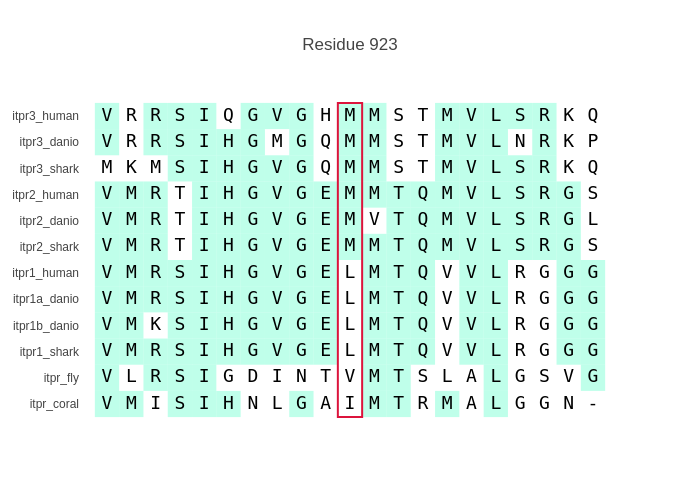 Residue 923
itpr3_human V R R S I Q G V G H M M S T M V L S R K Q
itpr3_danio V R R S I H G M G Q M M S T M V L N R K P
itpr3_shark M K M S I H G V G Q M M S T M V L S R K Q
itpr2_human V M R T I H G V G E M M T Q M V L S R G S
itpr2_danio V M R T I H G V G E M V T Q M V L S R G L
itpr2_shark V M R T I H G V G E M M T Q M V L S R G S
itpr1_human V M R S I H G V G E L M T Q V V L R G G G
itpr1a_danio V M R S I H G V G E L M T Q V V L R G G G
itpr1b_danio V M K S I H G V G E L M T Q V V L R G G G
itpr1_shark V M R S I H G V G E L M T Q V V L R G G G
itpr_fly V L R S I G D I N T V M T S L A L G S V G
itpr_coral V M I S I H N L G A I M T R M A L G G N -